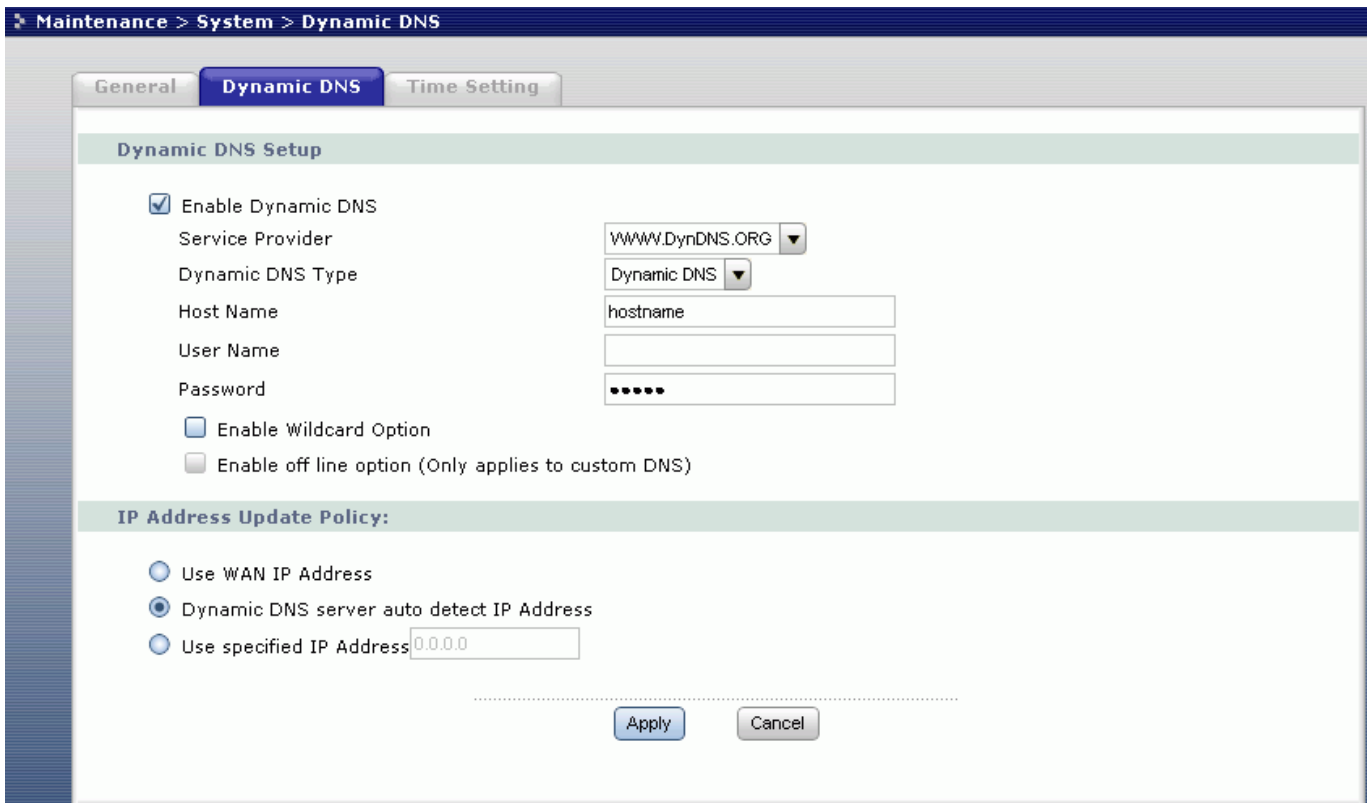 Maintenance > System > Dynamic DNS
General Dynamic DNS Time Setting
Dynamic DNS Setup
Enable Dynamic DNS
Service Provider WWW.DynDNS.ORG
Dynamic DNS Type Dynamic DNS
Host Name hostname
User Name
Password •••••
Enable Wildcard Option
Enable off line option (Only applies to custom DNS)
IP Address Update Policy:
Use WAN IP Address
Dynamic DNS server auto detect IP Address
Use specified IP Address 0.0.0.0
Apply Cancel